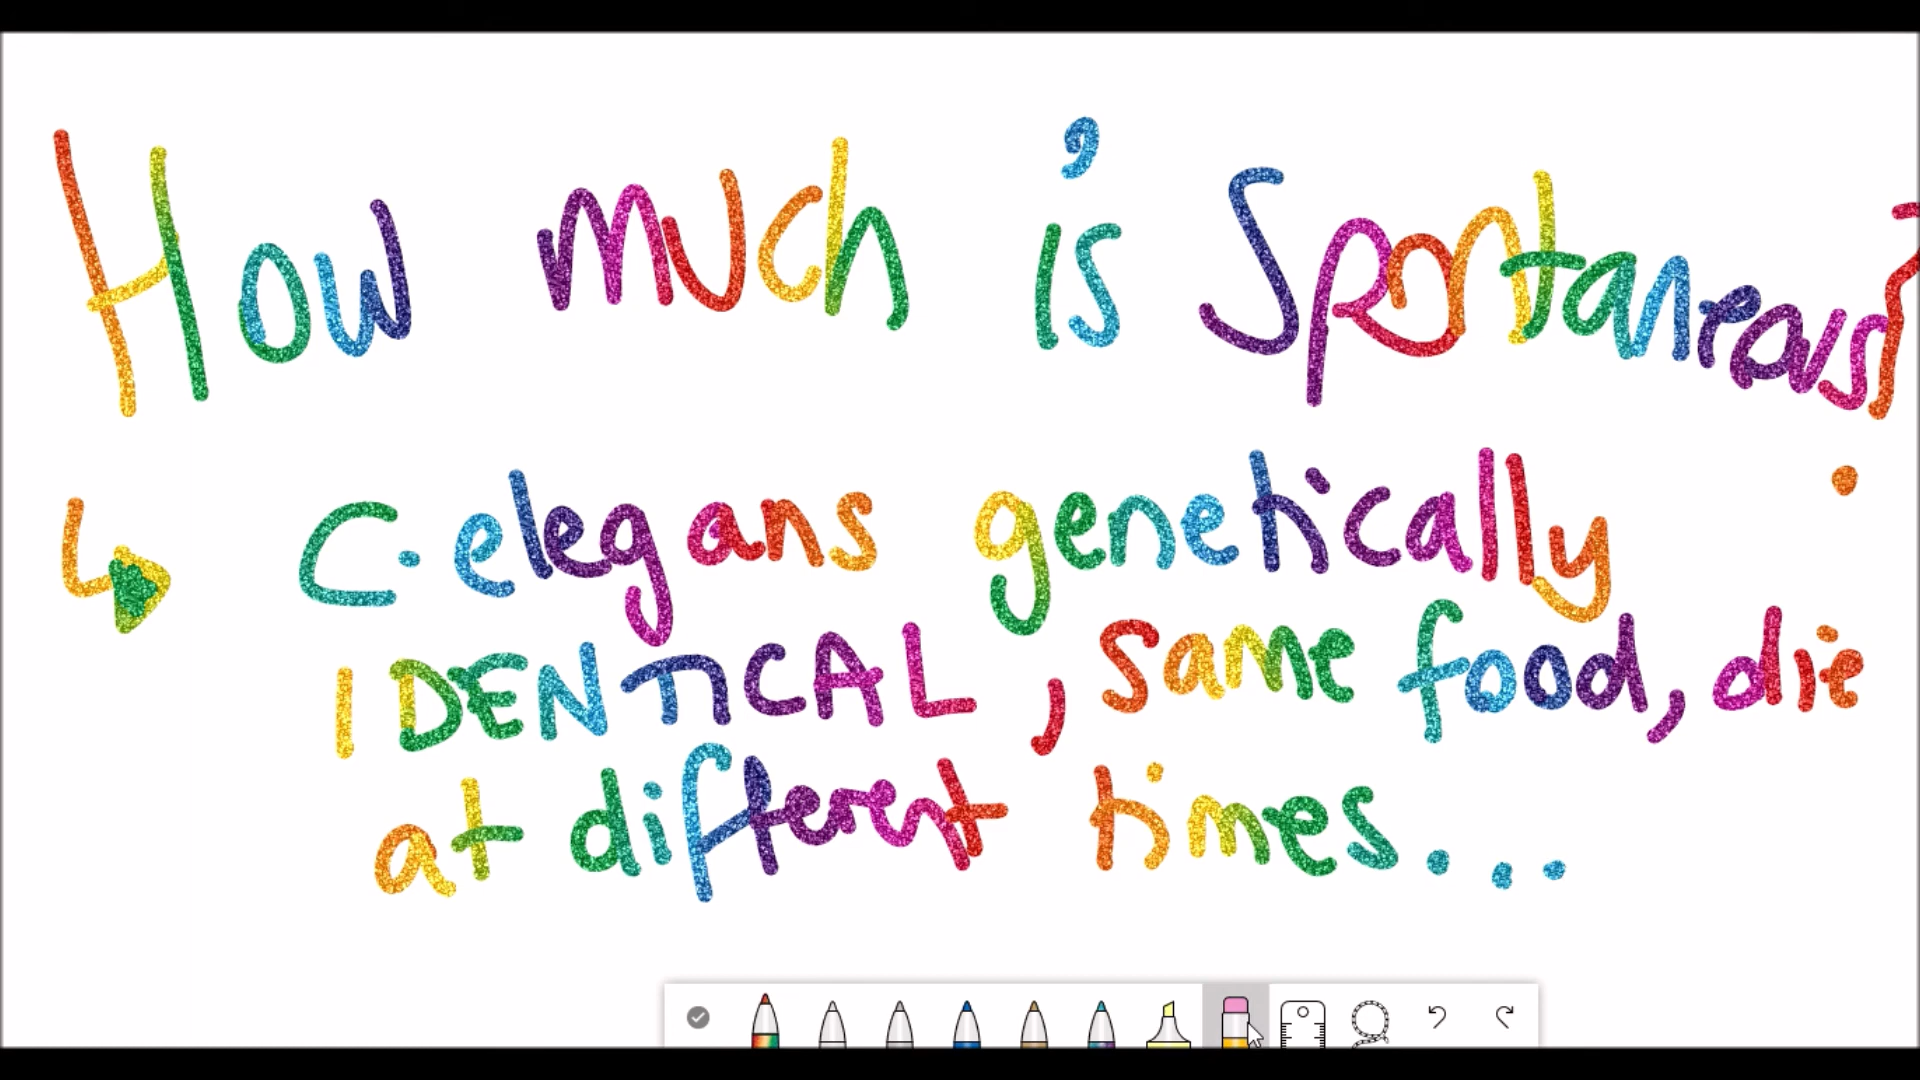 How much is 'Spontaneous?
C. elegans genetically
IDENTICAL, same food, die
at different times...